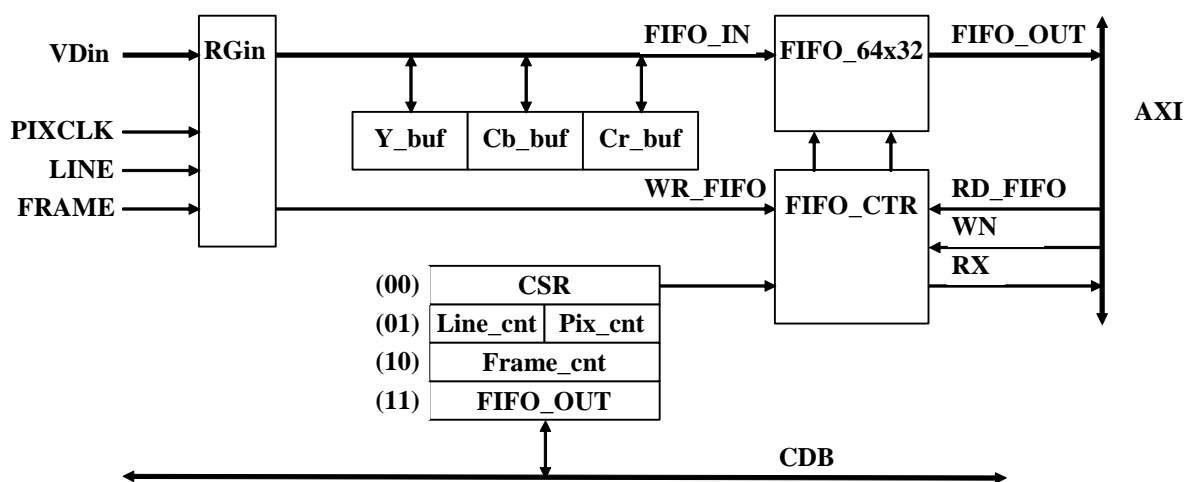 FIFO_IN FIFO_OUT
VDin RGin FIFO_64x32
AXI
PIXCLK Y_buf Cb_buf Cr_buf
LINE
WR_FIFO RD_FIFO
FRAME FIFO_CTR
WN
RX
(00) CSR
(01) Line_cnt Pix_cnt
(10) Frame_cnt
(11) FIFO_OUT
CDB